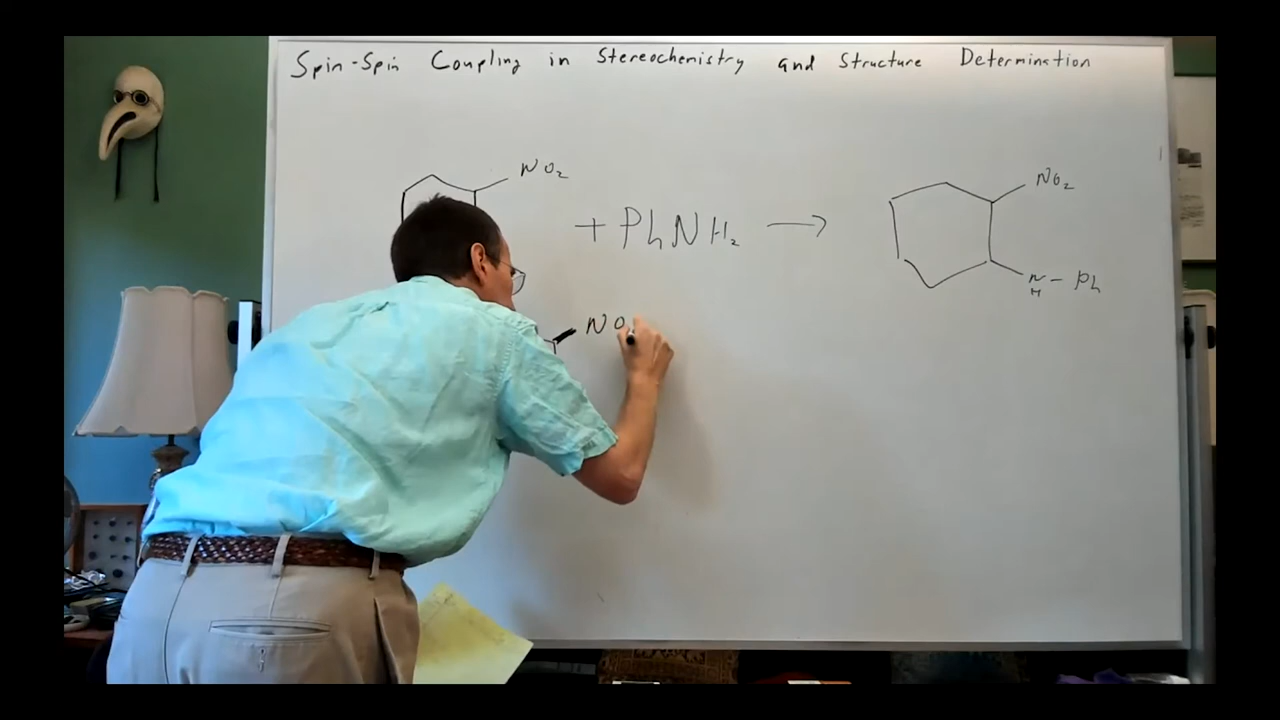 Spin-Spin Coupling in Stereochemistry and Structure Determination
NO₂
+ PhNH₂ →
NO₂
N
H
– Ph
NO